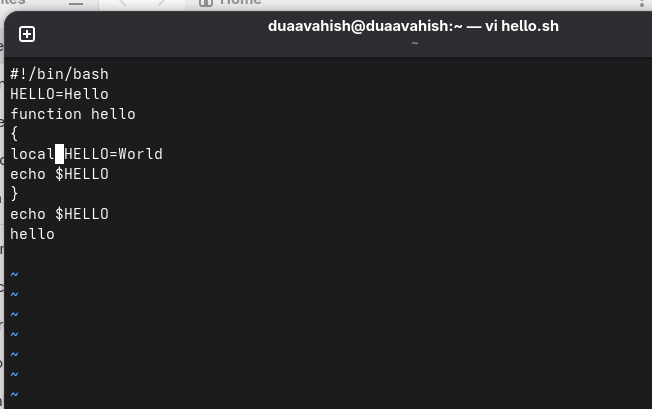 Home
duaavahish@duaavahish:~ — vi hello.sh
~
#!/bin/bash
HELLO=Hello
function hello
{
local HELLO=World
echo $HELLO
}
echo $HELLO
hello
~
~
~
~
~
~
~